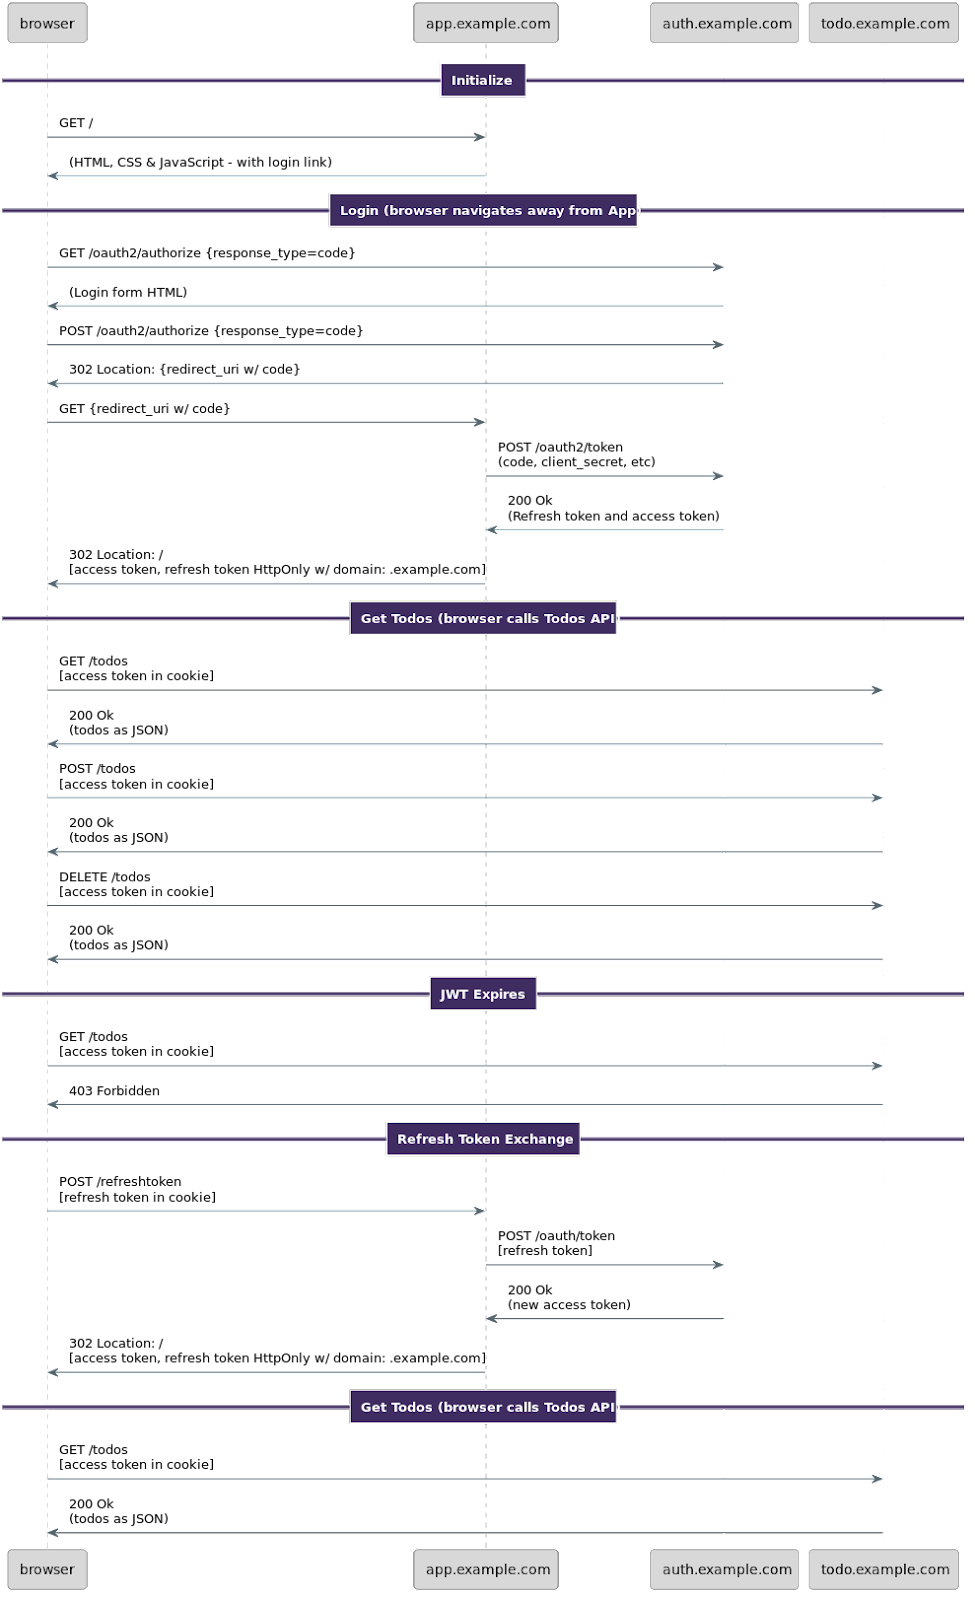 browser
app.example.com
auth.example.com
todo.example.com
Initialize
GET /
(HTML, CSS & JavaScript - with login link)
Login (browser navigates away from App
GET /oauth2/authorize {response_type=code}
(Login form HTML)
POST /oauth2/authorize {response_type=code}
302 Location: {redirect_uri w/ code}
GET {redirect_uri w/ code}
POST /oauth2/token
(code, client_secret, etc)
200 Ok
(Refresh token and access token)
302 Location: /
[access token, refresh token HttpOnly w/ domain: .example.com]
Get Todos (browser calls Todos API
GET /todos
[access token in cookie]
200 Ok
(todos as JSON)
POST /todos
[access token in cookie]
200 Ok
(todos as JSON)
DELETE /todos
[access token in cookie]
200 Ok
(todos as JSON)
JWT Expires
GET /todos
[access token in cookie]
403 Forbidden
Refresh Token Exchange
POST /refreshtoken
[refresh token in cookie]
POST /oauth/token
[refresh token]
200 Ok
(new access token)
302 Location: /
[access token, refresh token HttpOnly w/ domain: .example.com]
Get Todos (browser calls Todos API
GET /todos
[access token in cookie]
200 Ok
(todos as JSON)
browser
app.example.com
auth.example.com
todo.example.com